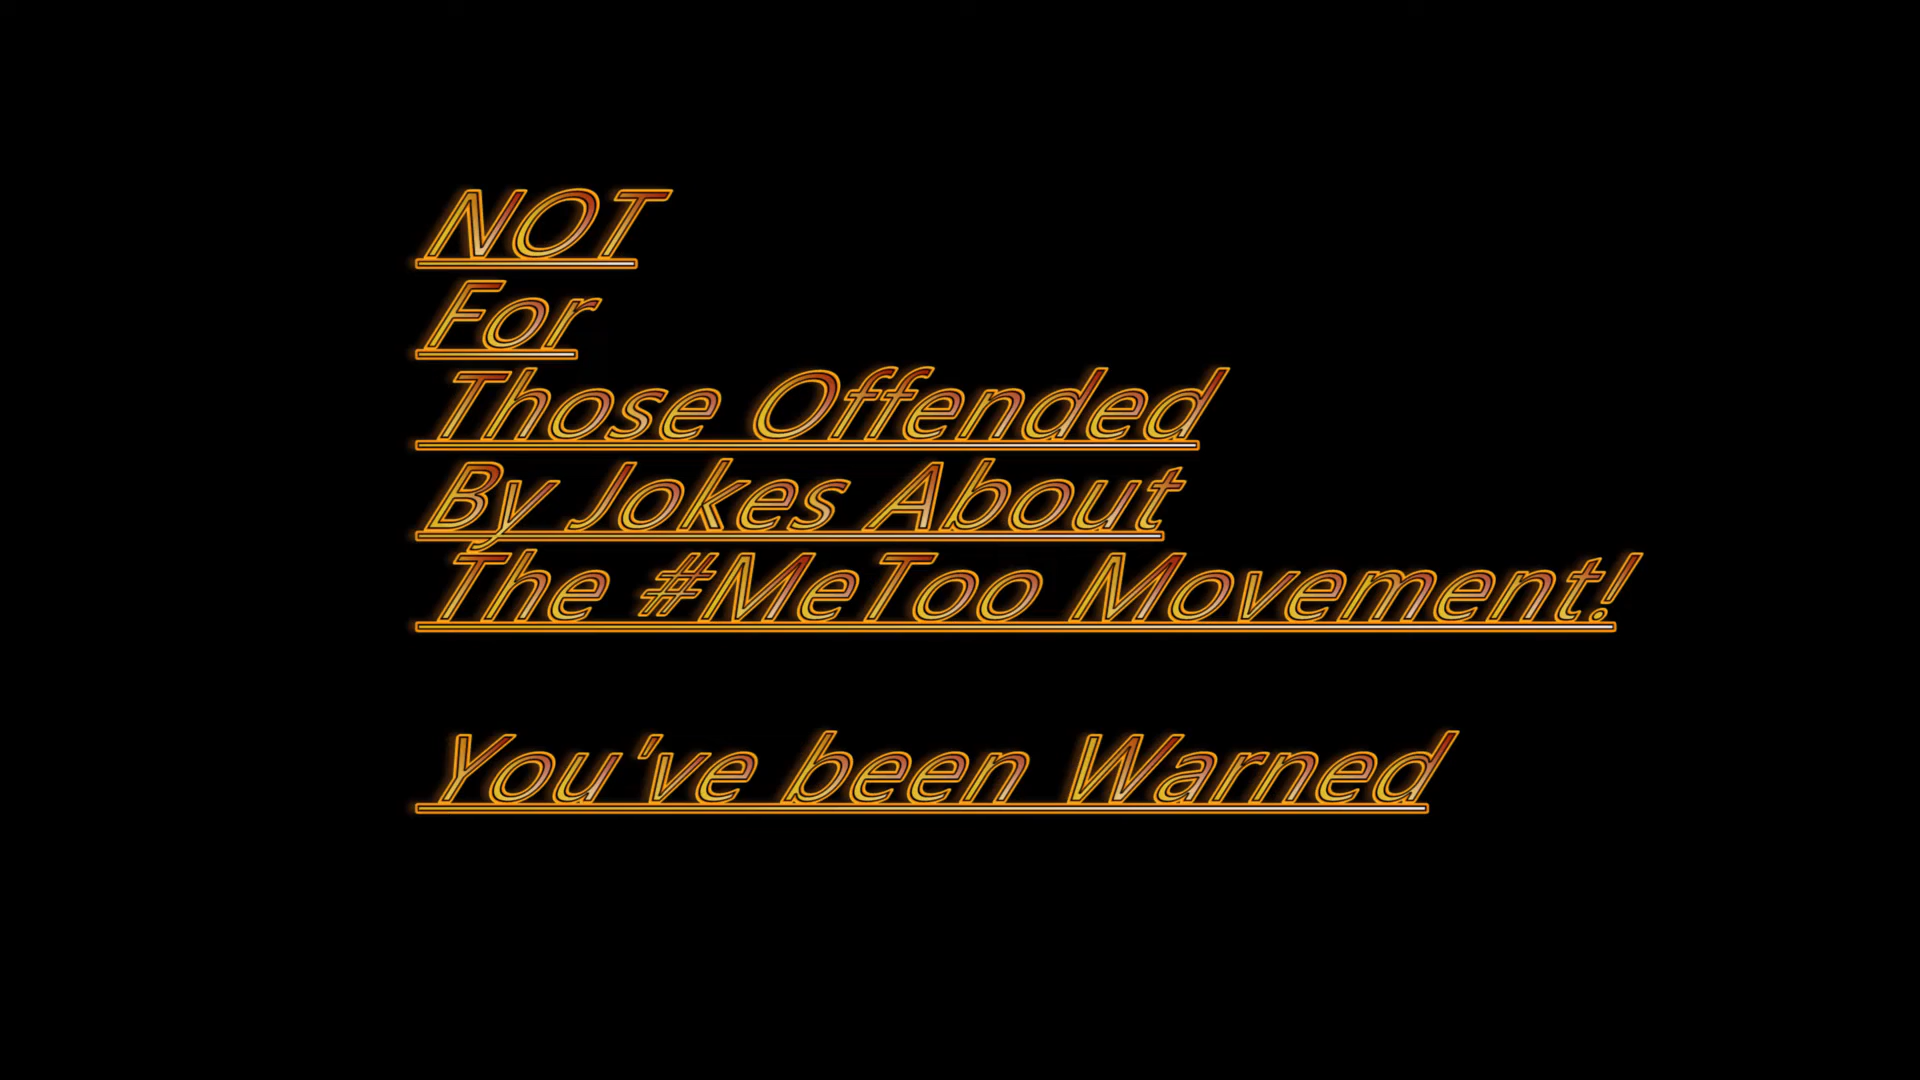 NOT
For
Those Offended
By Jokes About
The #MeToo Movement!
You've been Warned